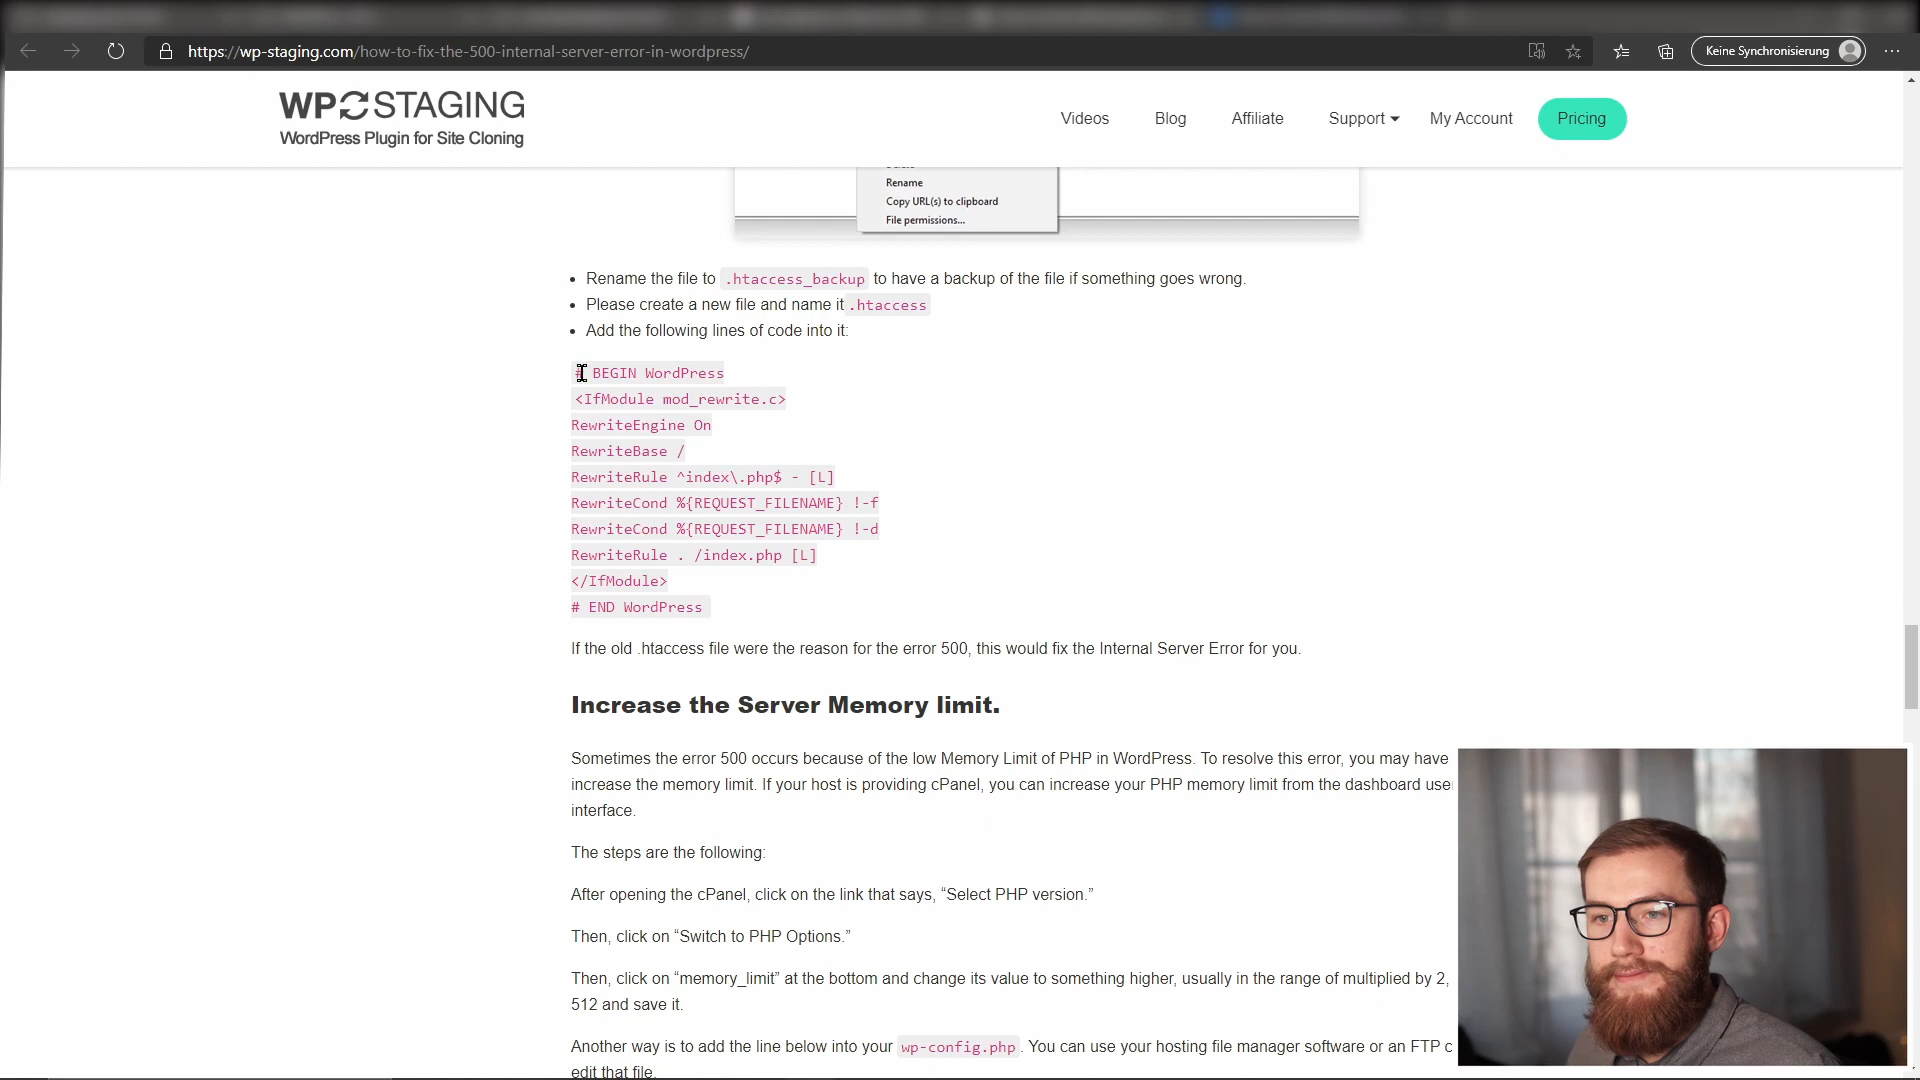 https://wp-staging.com/how-to-fix-the-500-internal-server-error-in-wordpress/
Keine Synchronisierung
WP STAGING
WordPress Plugin for Site Cloning
Videos
Blog
Affiliate
Support
My Account
Pricing
Rename
Copy URL(s) to clipboard
File permissions...
• Rename the file to .htaccess_backup to have a backup of the file if something goes wrong.
• Please create a new file and name it .htaccess
• Add the following lines of code into it:
# BEGIN WordPress
<IfModule mod_rewrite.c>
RewriteEngine On
RewriteBase /
RewriteRule ^index\.php$ - [L]
RewriteCond %{REQUEST_FILENAME} !-f
RewriteCond %{REQUEST_FILENAME} !-d
RewriteRule . /index.php [L]
</IfModule>
# END WordPress
If the old .htaccess file were the reason for the error 500, this would fix the Internal Server Error for you.
Increase the Server Memory limit.
Sometimes the error 500 occurs because of the low Memory Limit of PHP in WordPress. To resolve this error, you may have
increase the memory limit. If your host is providing cPanel, you can increase your PHP memory limit from the dashboard use
interface.
The steps are the following:
After opening the cPanel, click on the link that says, “Select PHP version.”
Then, click on “Switch to PHP Options.”
Then, click on “memory_limit” at the bottom and change its value to something higher, usually in the range of multiplied by 2,
512 and save it.
Another way is to add the line below into your wp-config.php. You can use your hosting file manager software or an FTP c
edit that file.